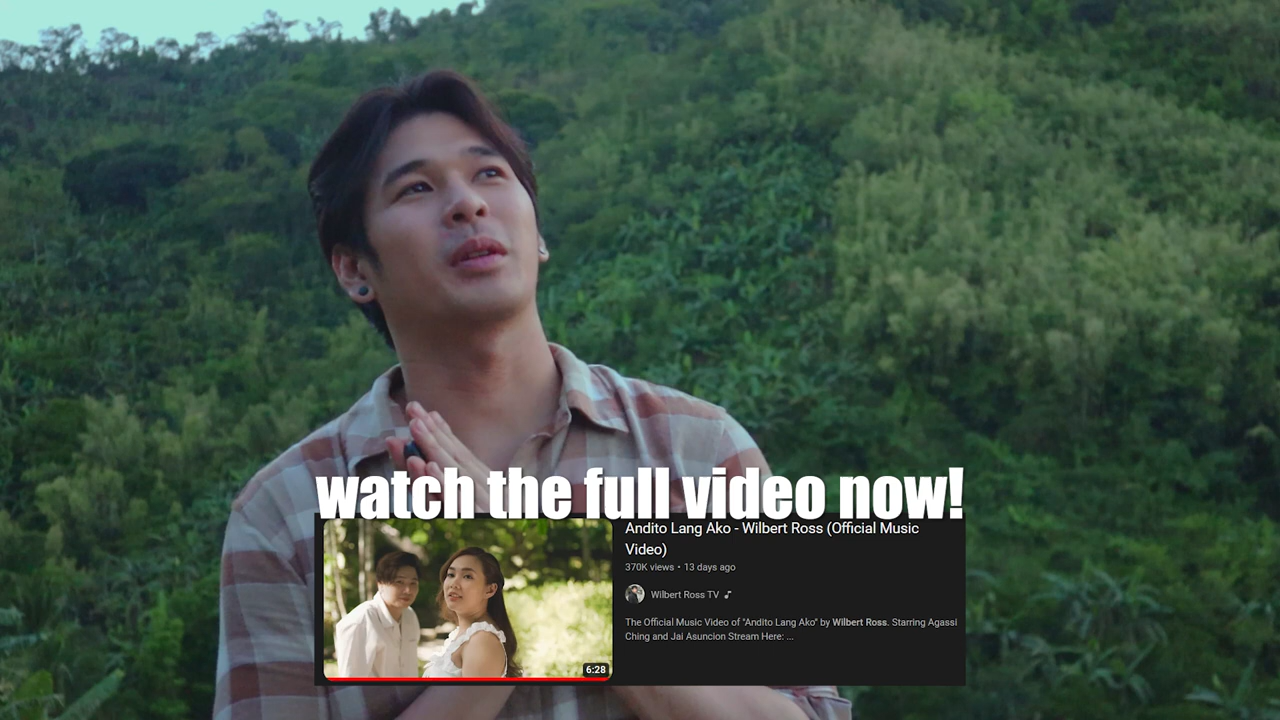 watch the full video now!
Andito Lang Ako - Wilbert Ross (Official Music
Video)
370K views • 13 days ago
Wilbert Ross TV
The Official Music Video of "Andito Lang Ako" by Wilbert Ross. Starring Agassi
Ching and Jai Asuncion Stream Here: ...
6:28